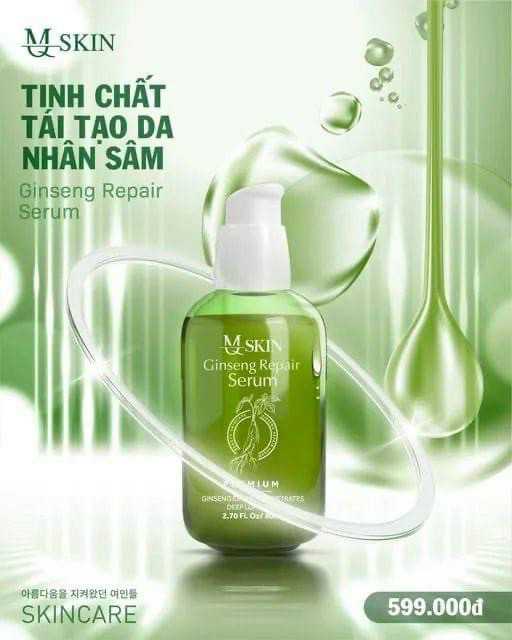 MQ SKIN
TINH CHẤT
TÁI TẠO DA
NHÂN SÂM
Ginseng Repair
Serum
MQ SKIN
Ginseng Repair
Serum
PREMIUM
GINSENG
DEEP
2.70 FL Oz/
아름다움을 지켜왔던 여인들
SKINCARE
599.000đ